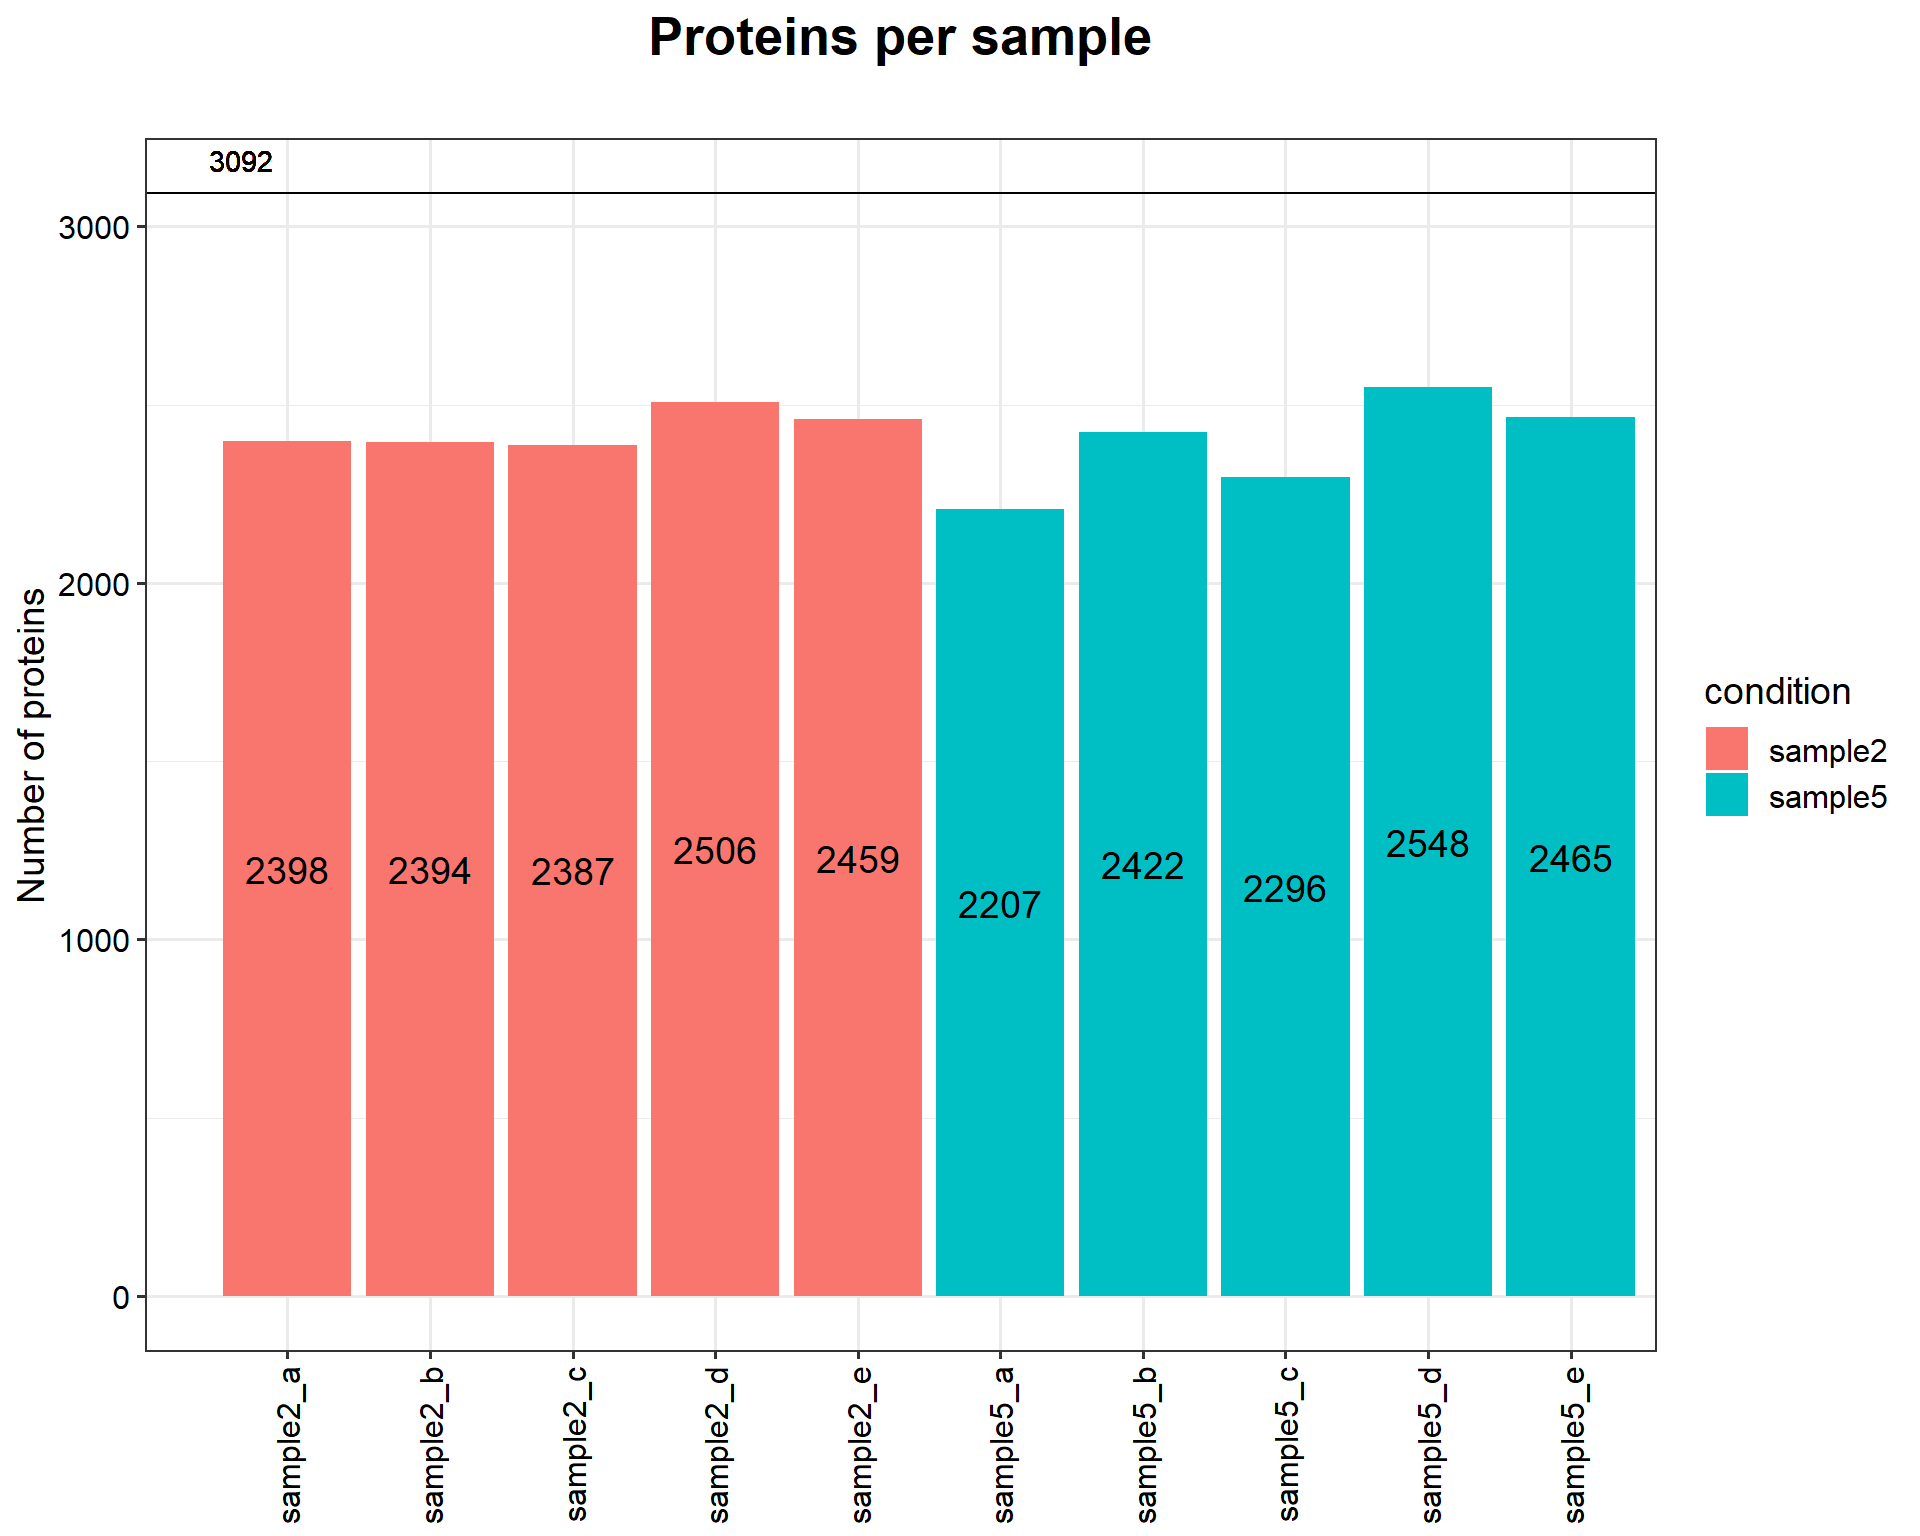 Proteins per sample
3092
3000
2000
1000
0
Number of proteins
2398
2394
2387
2506
2459
2207
2422
2296
2548
2465
sample2_a
sample2_b
sample2_c
sample2_d
sample2_e
sample5_a
sample5_b
sample5_c
sample5_d
sample5_e
condition
sample2
sample5